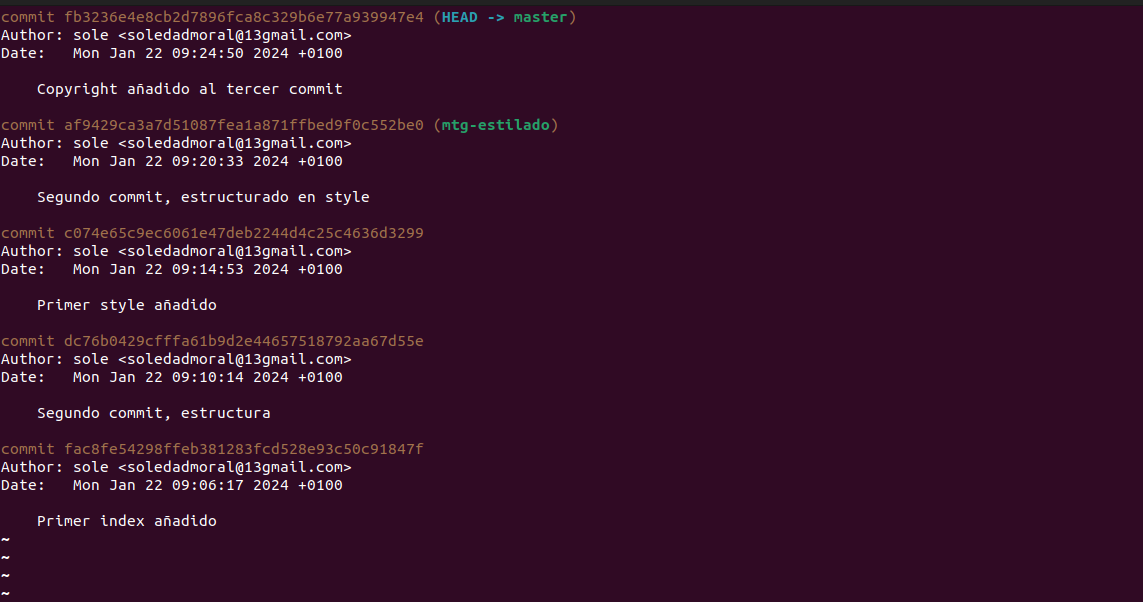 commit fb3236e4e8cb2d7896fca8c329b6e77a939947e4 (HEAD -> master)
Author: sole <soledadmoral@13gmail.com>
Date:   Mon Jan 22 09:24:50 2024 +0100
    Copyright añadido al tercer commit
commit af9429ca3a7d51087fea1a871ffbed9f0c552be0 (mtg-estilado)
Author: sole <soledadmoral@13gmail.com>
Date:   Mon Jan 22 09:20:33 2024 +0100
    Segundo commit, estructurado en style
commit c074e65c9ec6061e47deb2244d4c25c4636d3299
Author: sole <soledadmoral@13gmail.com>
Date:   Mon Jan 22 09:14:53 2024 +0100
    Primer style añadido
commit dc76b0429cfffa61b9d2e44657518792aa67d55e
Author: sole <soledadmoral@13gmail.com>
Date:   Mon Jan 22 09:10:14 2024 +0100
    Segundo commit, estructura
commit fac8fe54298ffeb381283fcd528e93c50c91847f
Author: sole <soledadmoral@13gmail.com>
Date:   Mon Jan 22 09:06:17 2024 +0100
    Primer index añadido
~
~
~
~